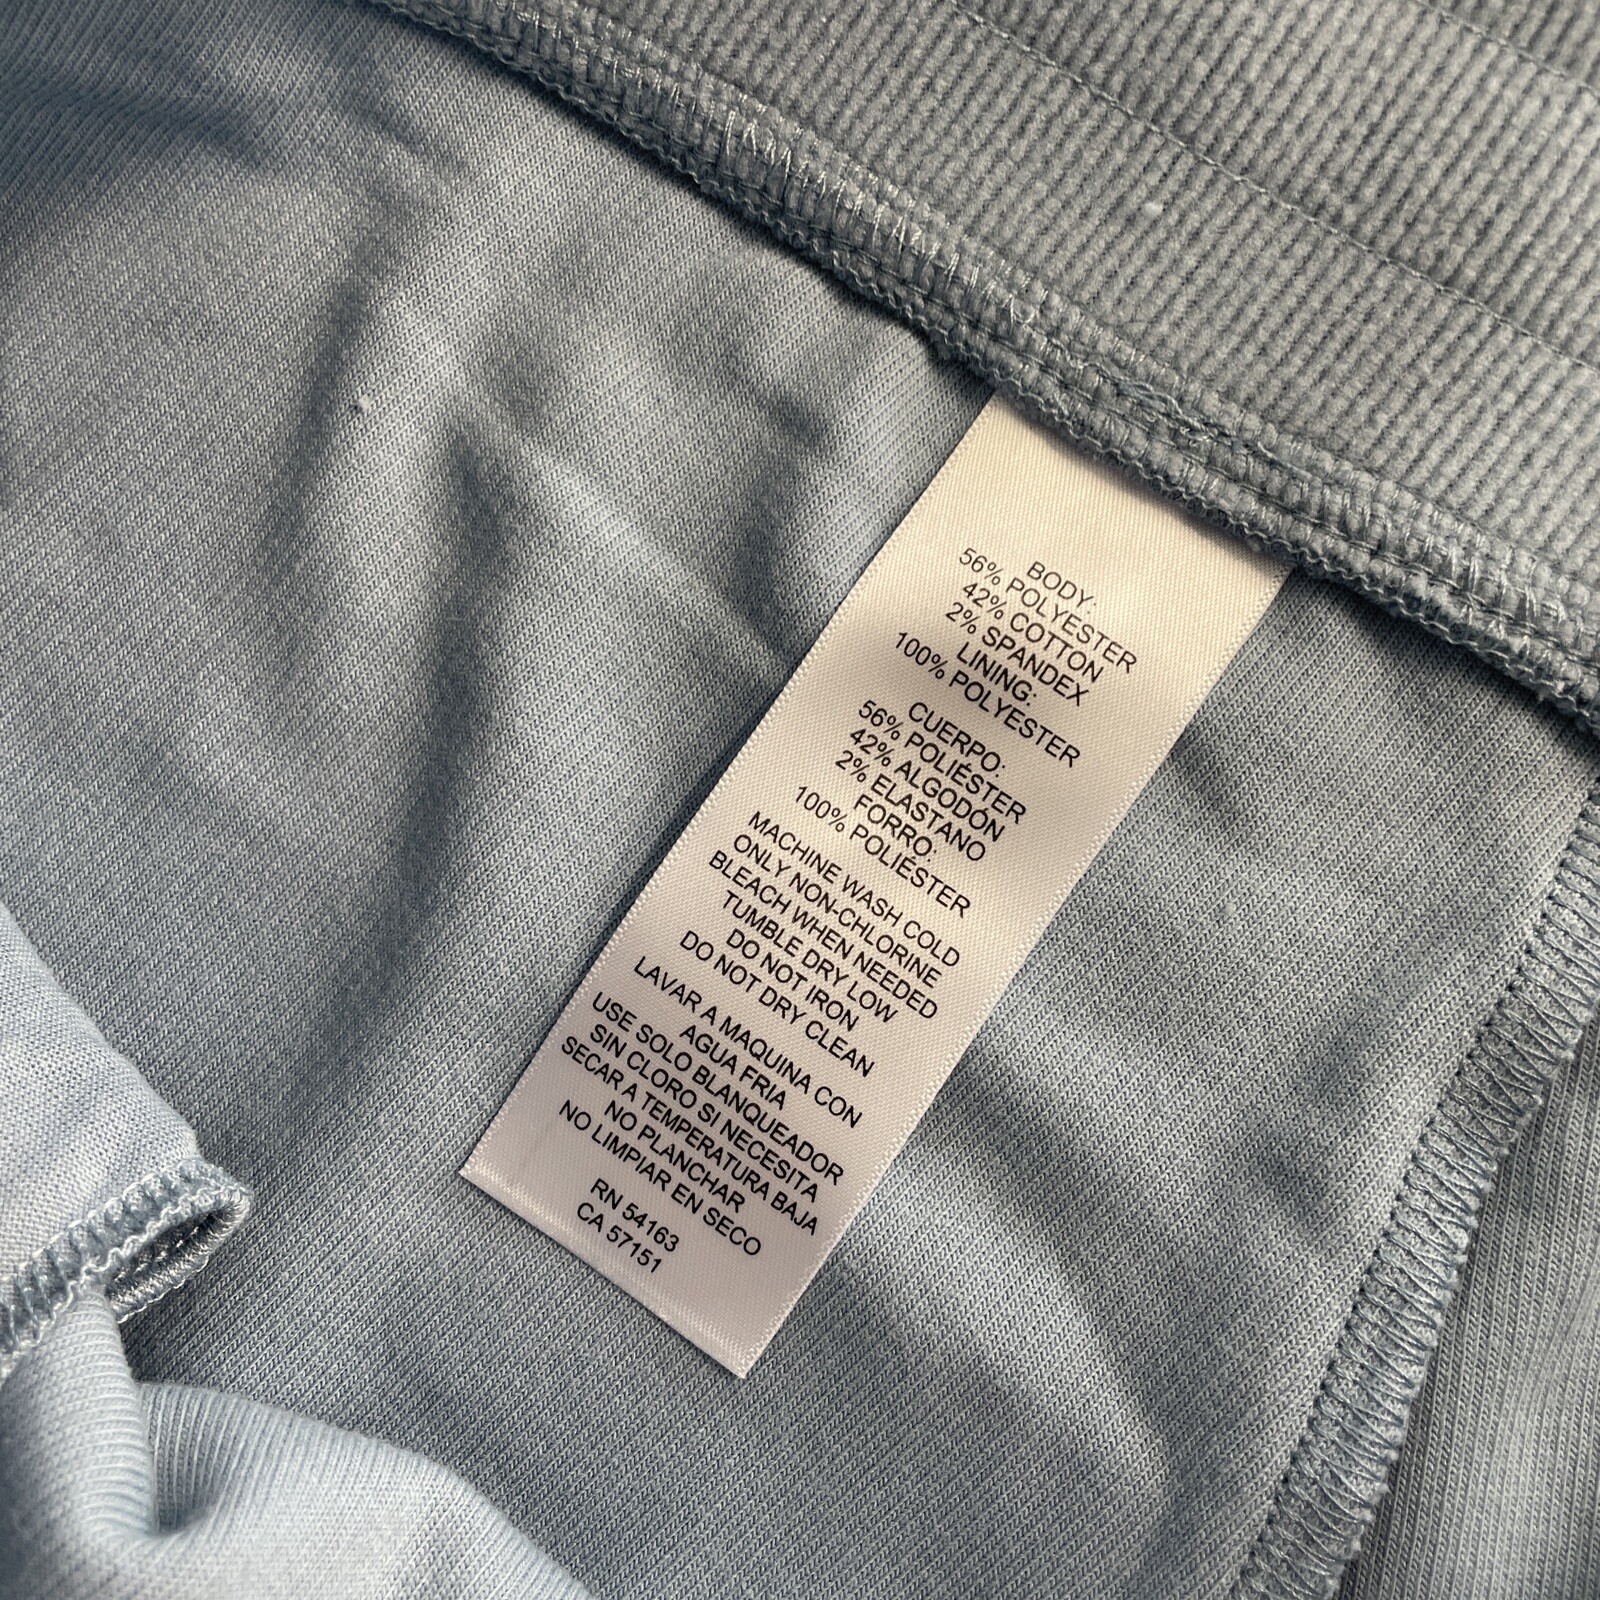 BODY:
56% POLYESTER
42% COTTON
2% SPANDEX
LINING:
100% POLYESTER
CUERPO:
56% POLIÉSTER
42% ALGODÓN
2% ELASTANO
FORRO:
100% POLIÉSTER
MACHINE WASH COLD
ONLY NON-CHLORINE
BLEACH WHEN NEEDED
TUMBLE DRY LOW
DO NOT IRON
DO NOT DRY CLEAN
LAVAR A MAQUINA CON
AGUA FRIA
USE SOLO BLANQUEADOR
SIN CLORO SI NECESITA
SECAR A TEMPERATURA BAJA
NO PLANCHAR
NO LIMPIAR EN SECO
RN 54163
CA 57151